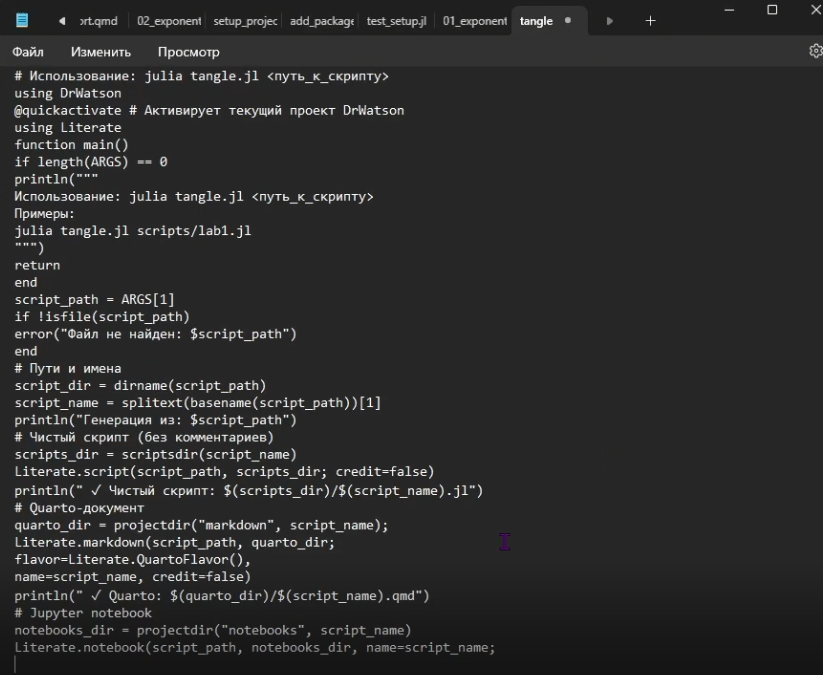 ort.qmd
02_exponent
setup_projec
add_package
test_setup.jl
01_exponent
tangle
Файл
Изменить
Просмотр
# Использование: julia tangle.jl <путь_к_скрипту>
using DrWatson
@quickactivate # Активирует текущий проект DrWatson
using Literate
function main()
if length(ARGS) == 0
println("""
Использование: julia tangle.jl <путь_к_скрипту>
Примеры:
julia tangle.jl scripts/lab1.jl
""")
return
end
script_path = ARGS[1]
if !isfile(script_path)
error("Файл не найден: $script_path")
end
# Пути и имена
script_dir = dirname(script_path)
script_name = splitext(basename(script_path))[1]
println("Генерация из: $script_path")
# Чистый скрипт (без комментариев)
scripts_dir = scriptsdir(script_name)
Literate.script(script_path, scripts_dir; credit=false)
println(" ✓ Чистый скрипт: $(scripts_dir)/$(script_name).jl")
# Quarto-документ
quarto_dir = projectdir("markdown", script_name);
Literate.markdown(script_path, quarto_dir;
flavor=Literate.QuartoFlavor(),
name=script_name, credit=false)
println(" ✓ Quarto: $(quarto_dir)/$(script_name).qmd")
# Jupyter notebook
notebooks_dir = projectdir("notebooks", script_name)
Literate.notebook(script_path, notebooks_dir, name=script_name;